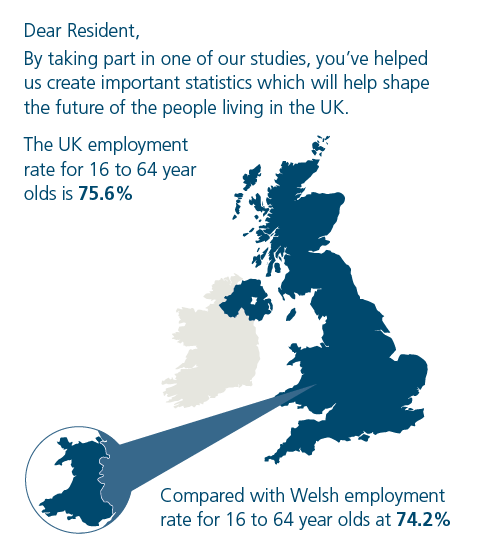 Dear Resident,
By taking part in one of our studies, you’ve helped
us create important statistics which will help shape
the future of the people living in the UK.
The UK employment
rate for 16 to 64 year
olds is 75.6%
Compared with Welsh employment
rate for 16 to 64 year olds at 74.2%